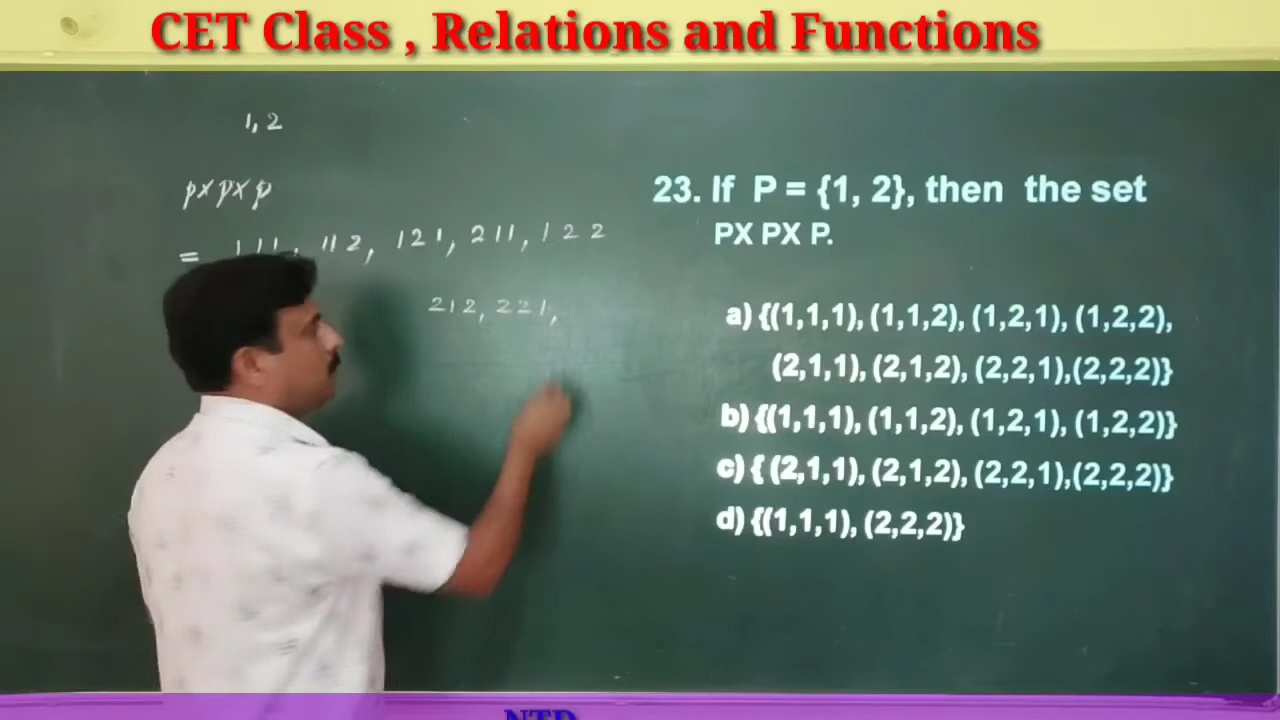 CET Class , Relations and Functions
1, 2
PXPXP
= 111, 112, 121, 211, 122
212, 221,
23. If P = {1, 2}, then the set
PX PX P.
a) {(1,1,1), (1,1,2), (1,2,1), (1,2,2),
(2,1,1), (2,1,2), (2,2,1),(2,2,2)}
b) {(1,1,1), (1,1,2), (1,2,1), (1,2,2)}
c) { (2,1,1), (2,1,2), (2,2,1),(2,2,2)}
d) {(1,1,1), (2,2,2)}